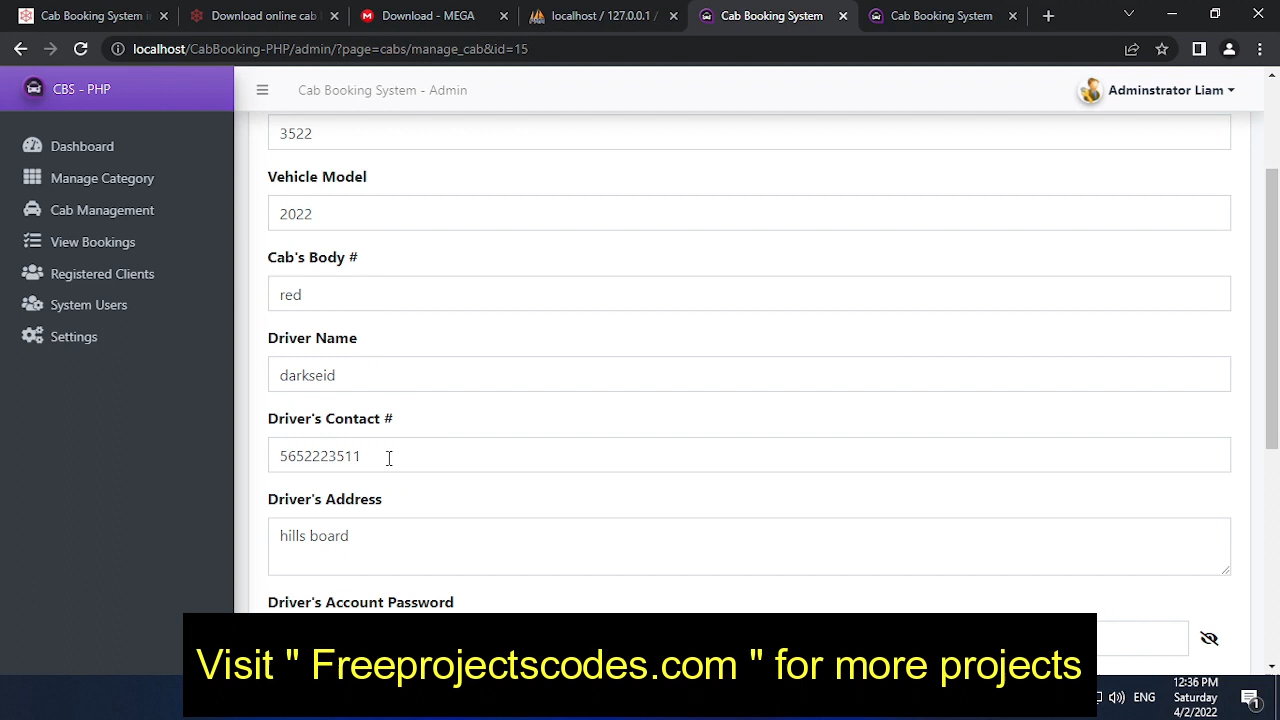 Cab Booking System in
Download online cab
Download - MEGA
localhost / 127.0.0.1 /
Cab Booking System
Cab Booking System
localhost/CabBooking-PHP/admin/?page=cabs/manage_cab&id=15
CBS - PHP
Cab Booking System - Admin
Adminstrator Liam
Dashboard
Manage Category
Cab Management
View Bookings
Registered Clients
System Users
Settings
3522
Vehicle Model
2022
Cab's Body #
red
Driver Name
darkseid
Driver's Contact #
5652223511
Driver's Address
hills board
Driver's Account Password
Visit " Freeprojectscodes.com " for more projects
ENG
12:36 PM
Saturday
4/2/2022
1